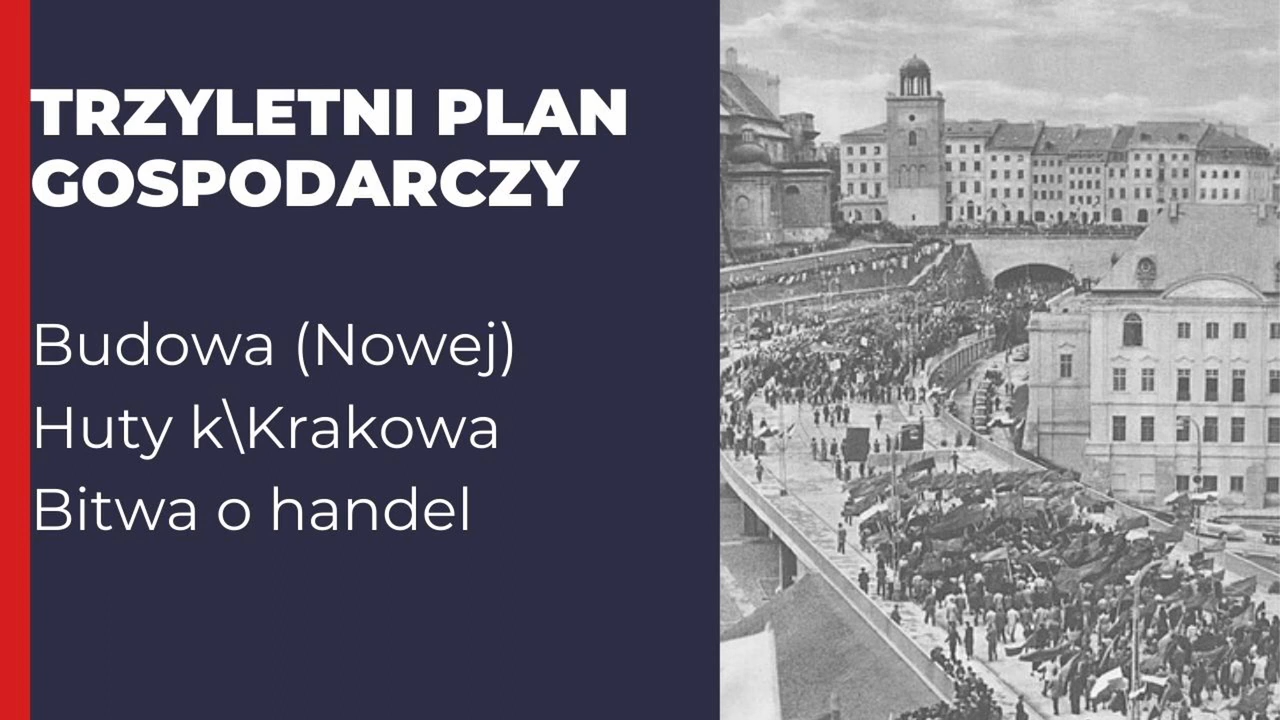 TRZYLETNI PLAN
GOSPODARCZY
Budowa (Nowej)
Huty k\Krakowa
Bitwa o handel